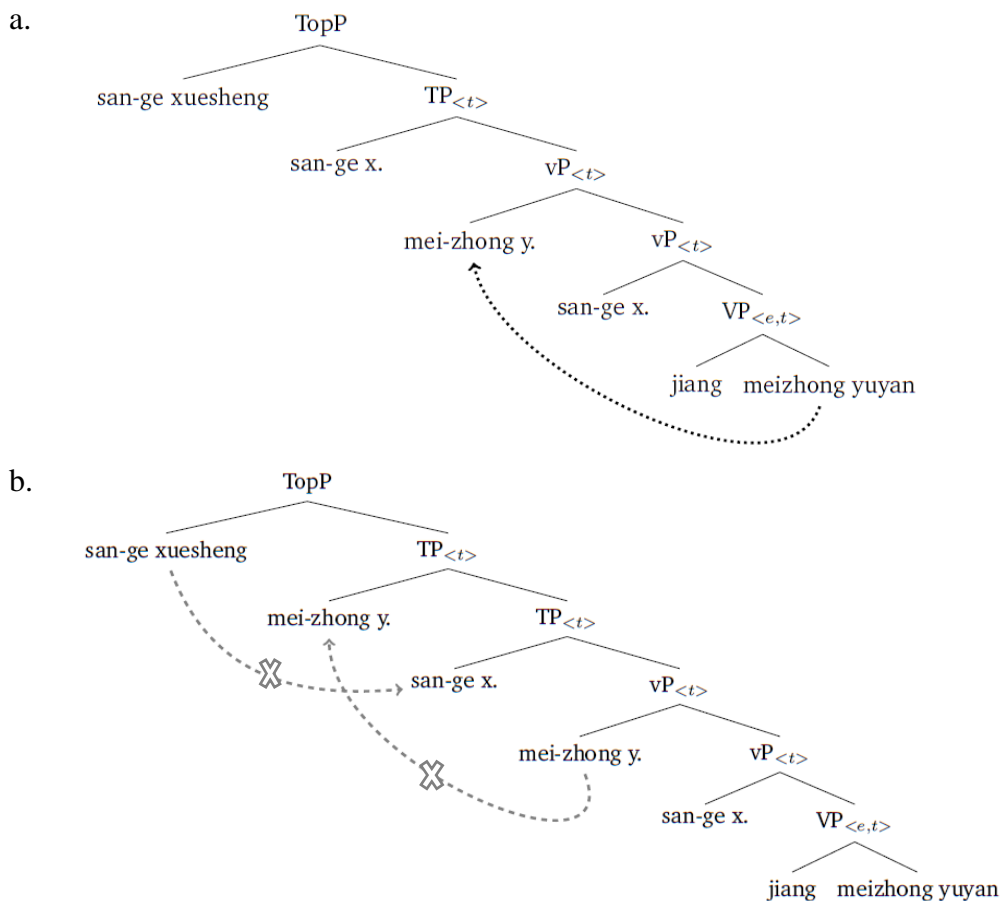 a.
TopP
san-ge xuesheng
TP<t>
san-ge x.
vP<t>
mei-zhong y.
vP<t>
san-ge x.
VP<e,t>
jiang meizhong yuyan
b.
TopP
san-ge xuesheng
TP<t>
mei-zhong y.
TP<t>
X
san-ge x.
vP<t>
mei-zhong y.
vP<t>
X
san-ge x.
VP<e,t>
jiang meizhong yuyan